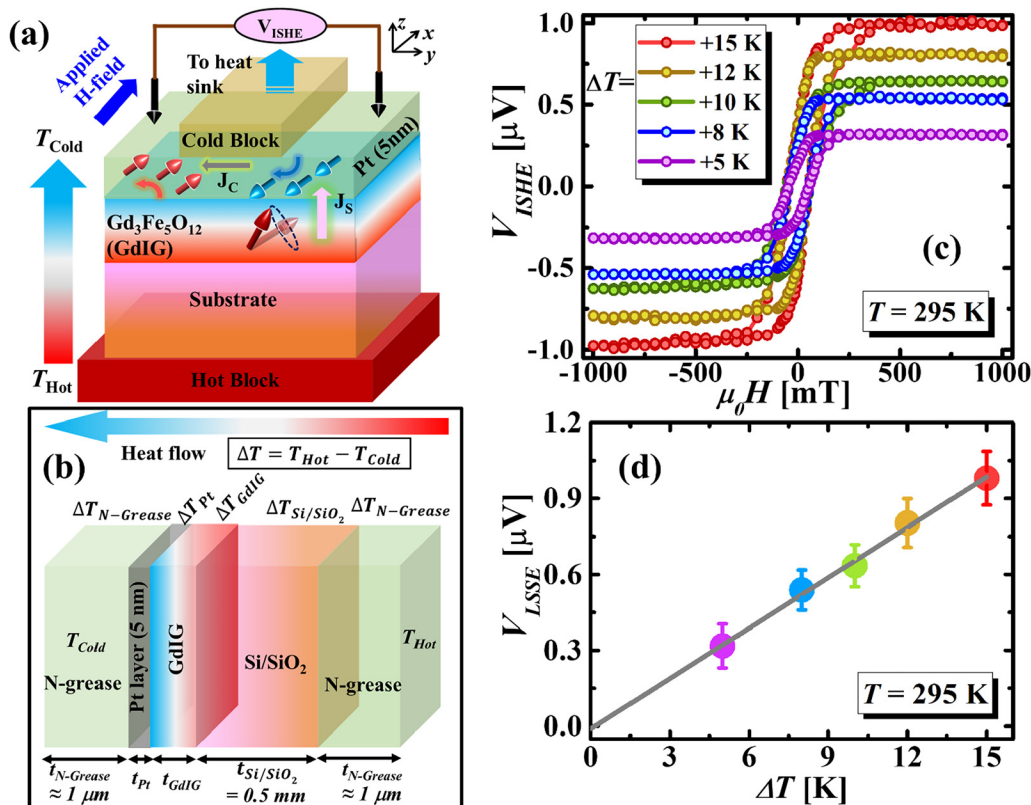 (a)
V_ISHE
z
x
y
To heat
sink
Applied
H-field
T_Cold
Cold Block
Pt (5nm)
J_C
J_S
Gd₃Fe₅O₁₂
(GdIG)
Substrate
T_Hot
Hot Block
(b)
Heat flow
ΔT = T_Hot − T_Cold
ΔT_N-Grease
ΔT_Pt
ΔT_GdIG
ΔT_Si/SiO₂
ΔT_N-Grease
T_Cold
N-grease
Pt layer (5 nm)
GdIG
Si/SiO₂
T_Hot
N-grease
t_N-Grease
≈ 1 μm
t_Pt
t_GdIG
t_Si/SiO₂
= 0.5 mm
t_N-Grease
≈ 1 μm
(c)
V_ISHE [μV]
1.0
0.5
0.0
-0.5
-1.0
ΔT=
+15 K
+12 K
+10 K
+8 K
+5 K
T = 295 K
-1000
-500
0
500
1000
μ₀H [mT]
(d)
V_LSSE [μV]
1.2
0.9
0.6
0.3
0.0
T = 295 K
0
3
6
9
12
15
ΔT [K]